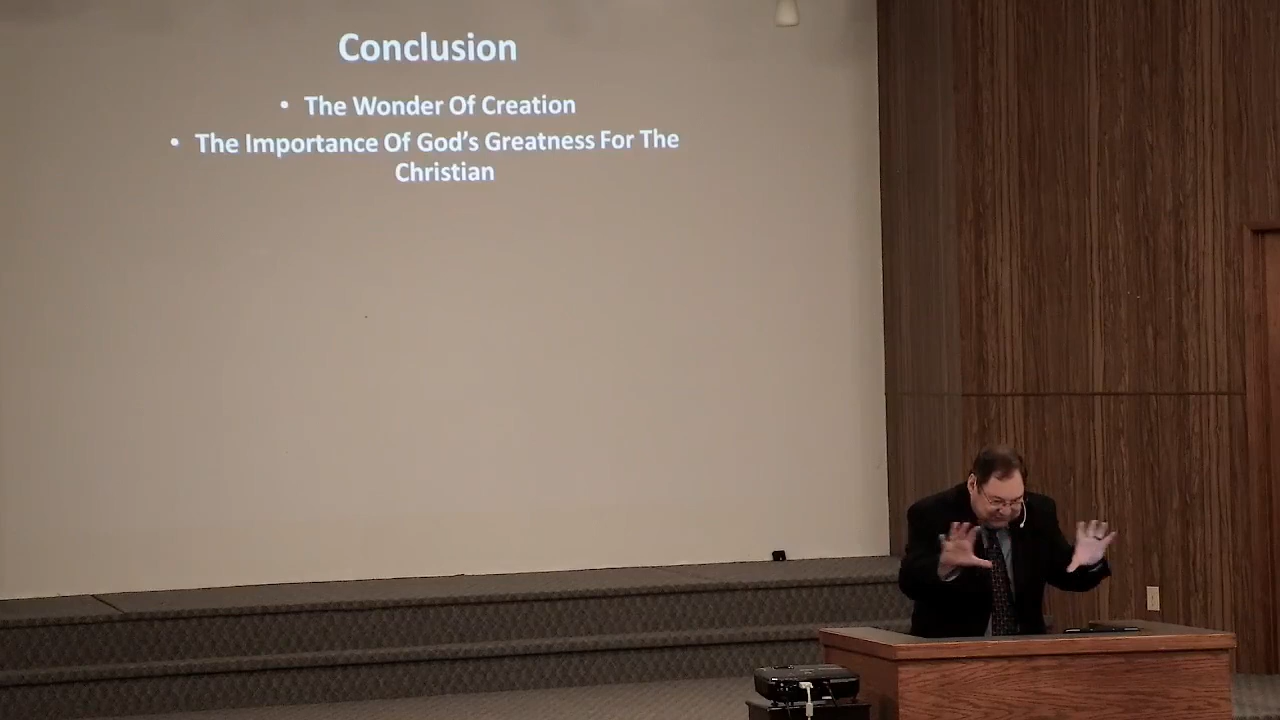 Conclusion
• The Wonder Of Creation
• The Importance Of God's Greatness For The
Christian